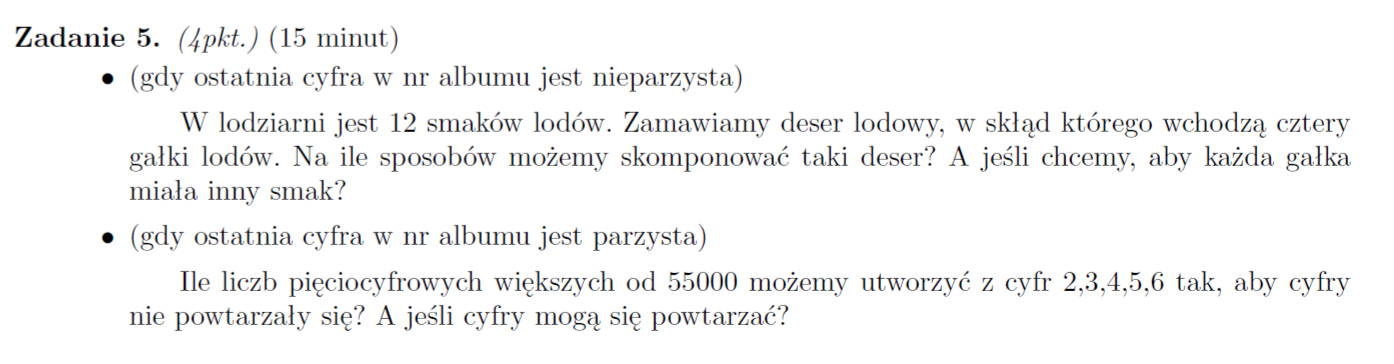 Zadanie 5. (4pkt.) (15 minut)
• (gdy ostatnia cyfra w nr albumu jest nieparzysta)
W lodziarni jest 12 smaków lodów. Zamawiamy deser lodowy, w skłąd którego wchodzą cztery
gałki lodów. Na ile sposobów możemy skomponować taki deser? A jeśli chcemy, aby każda gałka
miała inny smak?
• (gdy ostatnia cyfra w nr albumu jest parzysta)
Ile liczb pięciocyfrowych większych od 55000 możemy utworzyć z cyfr 2,3,4,5,6 tak, aby cyfry
nie powtarzały się? A jeśli cyfry mogą się powtarzać?